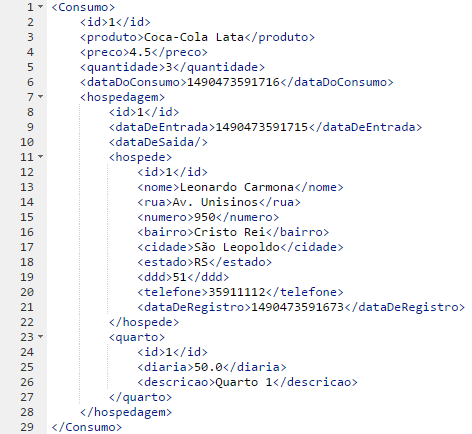 1 <Consumo>
2 <id>1</id>
3 <produto>Coca-Cola Lata</produto>
4 <preco>4.5</preco>
5 <quantidade>3</quantidade>
6 <dataDoConsumo>1490473591716</dataDoConsumo>
7 <hospedagem>
8 <id>1</id>
9 <dataDeEntrada>1490473591715</dataDeEntrada>
10 <dataDeSaida/>
11 <hospede>
12 <id>1</id>
13 <nome>Leonardo Carmona</nome>
14 <rua>Av. Unisinos</rua>
15 <numero>950</numero>
16 <bairro>Cristo Rei</bairro>
17 <cidade>São Leopoldo</cidade>
18 <estado>RS</estado>
19 <ddd>51</ddd>
20 <telefone>35911112</telefone>
21 <dataDeRegistro>1490473591673</dataDeRegistro>
22 </hospede>
23 <quarto>
24 <id>1</id>
25 <diaria>50.0</diaria>
26 <descricao>Quarto 1</descricao>
27 </quarto>
28 </hospedagem>
29 </Consumo>